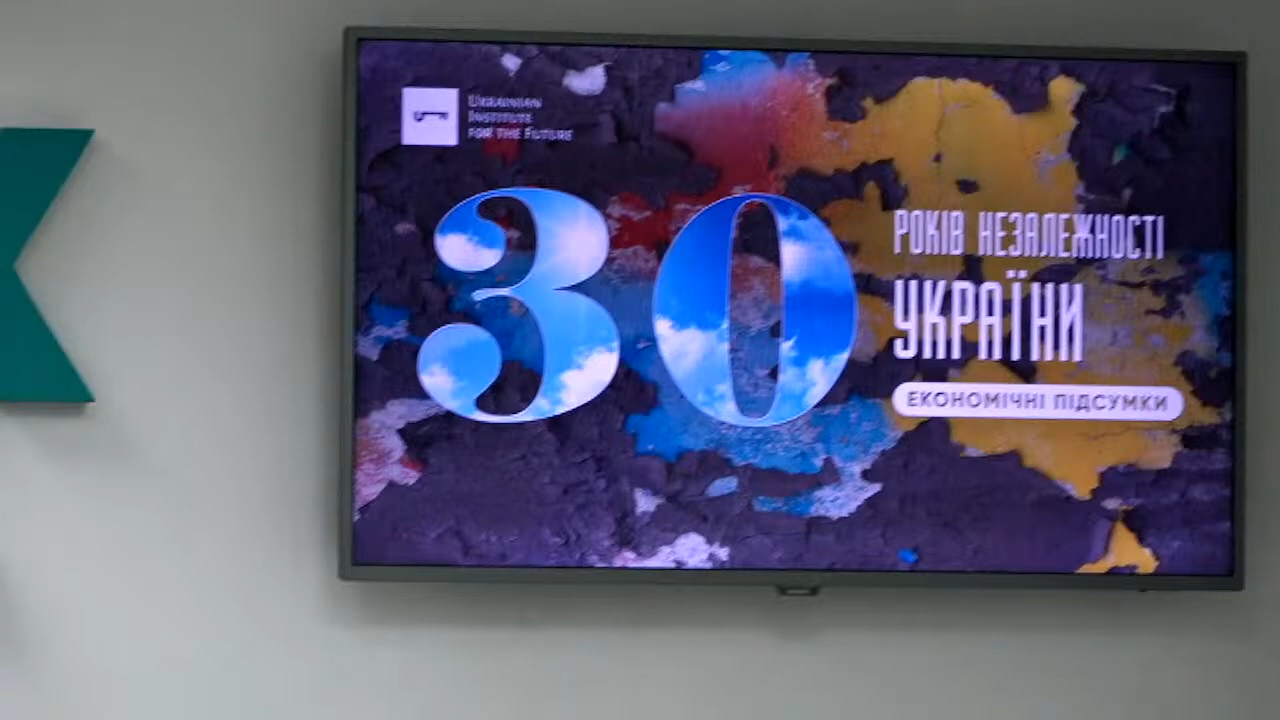 UKRAINIAN
INSTITUTE
FOR THE FUTURE
30
РОКІВ НЕЗАЛЕЖНОСТІ
УКРАЇНИ
ЕКОНОМІЧНІ ПІДСУМКИ